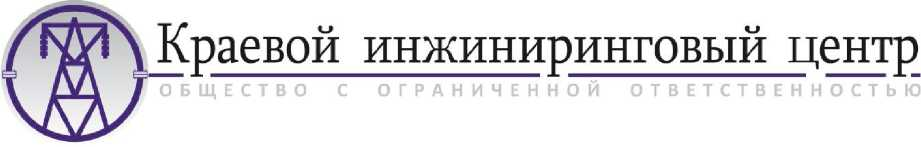 Краевой инжиниринговый центр
ОБЩЕСТВО С ОГРАНИЧЕННОЙ ОТВЕТСТВЕННОСТЬЮ